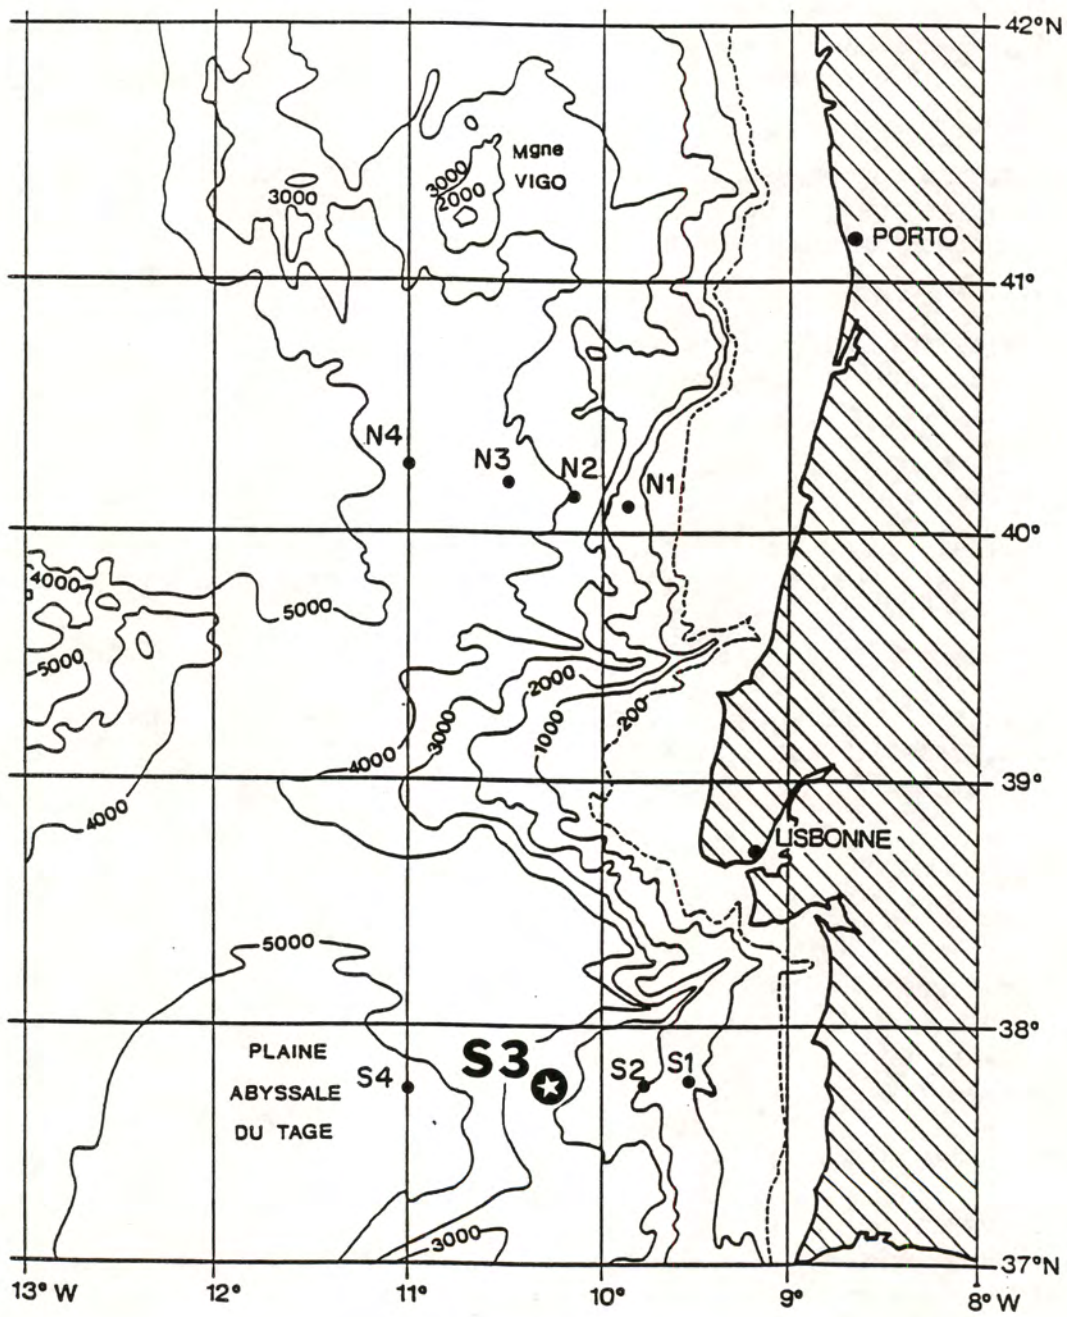 42°N
Mgne
VIGO
3000
2000
3000
PORTO
41°
N4
N3
N2
N1
40°
4000
5000
5000
2000
200
3000
1000
4000
39°
4000
LISBONNE
5000
38°
PLAINE
ABYSSALE
DU TAGE
S4
S3
S2
S1
3000
37°N
13° W
12°
11°
10°
9°
8° W